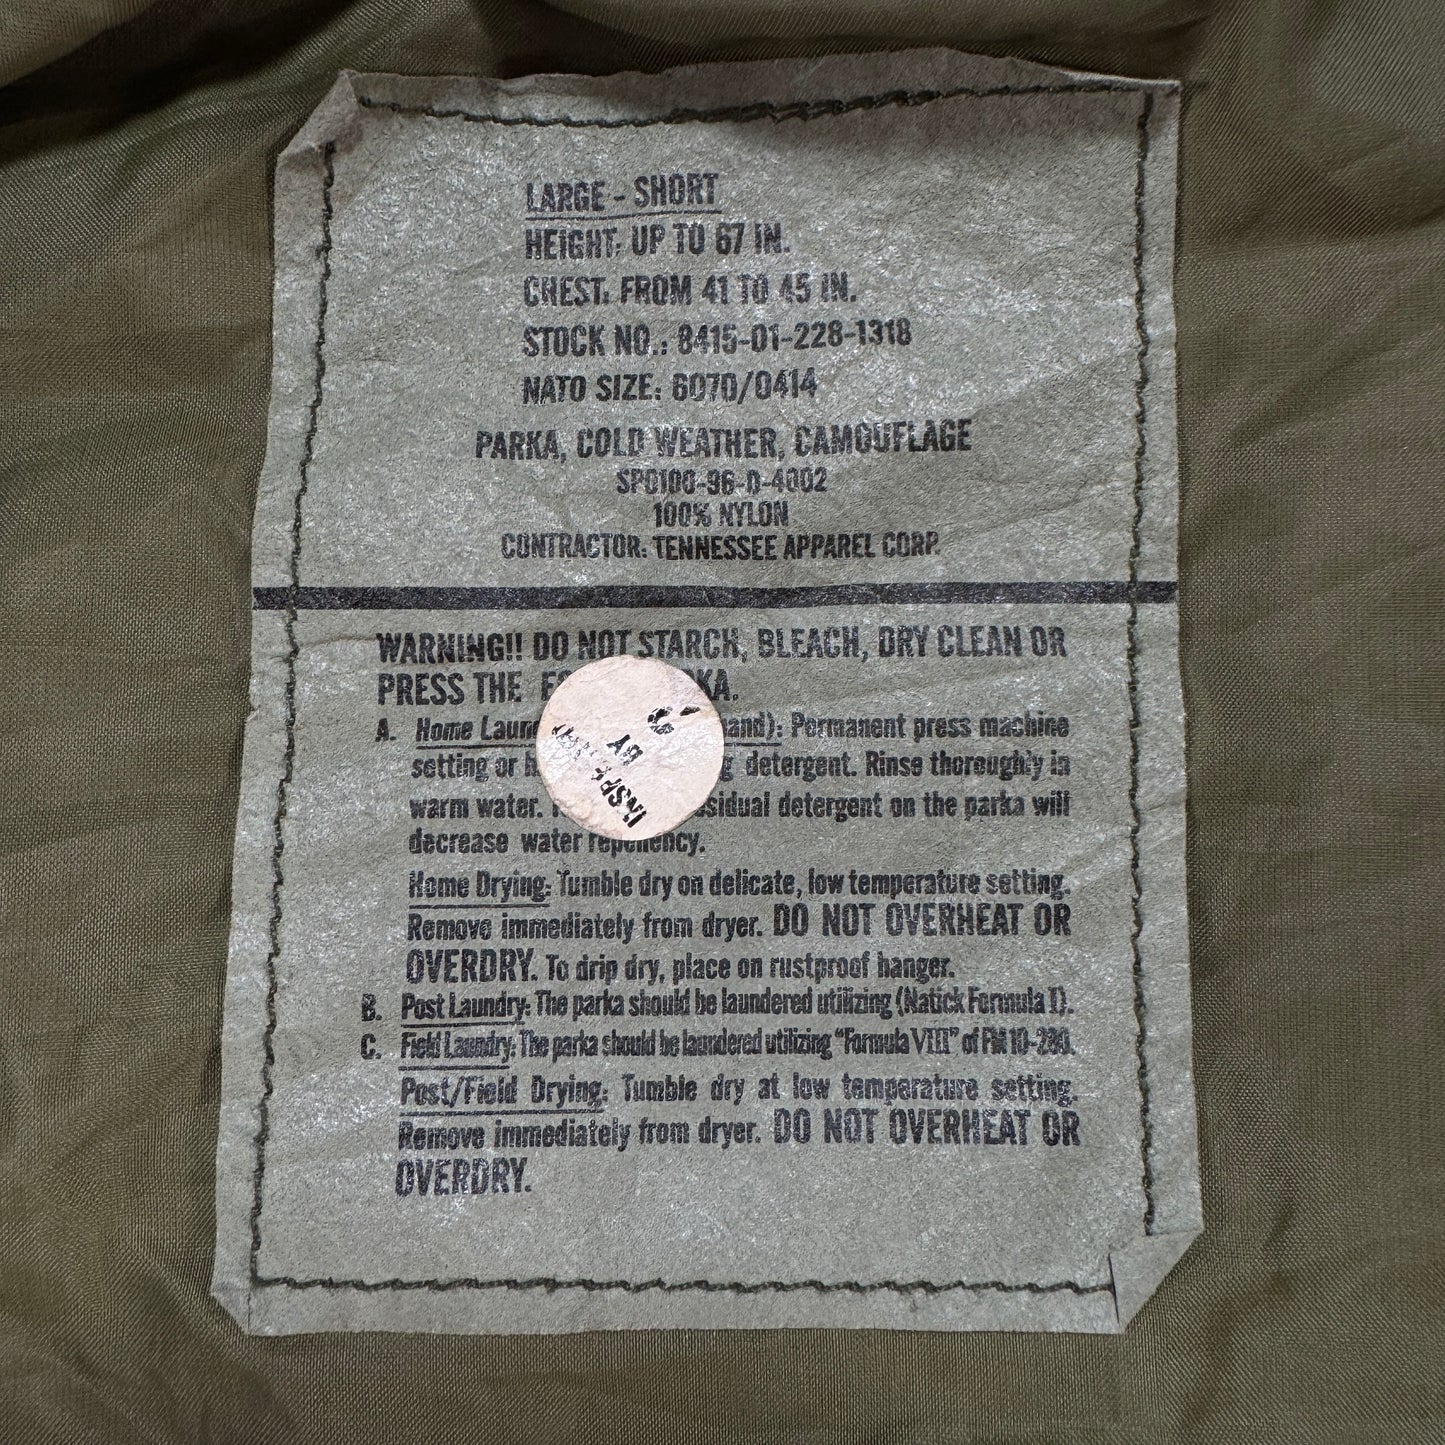 LARGE - SHORT
HEIGHT: UP TO 67 IN.
CHEST: FROM 41 TO 45 IN.
STOCK NO.: 8415-01-228-1318
NATO SIZE: 6070/0414
PARKA, COLD WEATHER, CAMOUFLAGE
SP0100-96-D-4002
100% NYLON
CONTRACTOR: TENNESSEE APPAREL CORP.
WARNING!! DO NOT STARCH, BLEACH, DRY CLEAN OR
PRESS THE
A. Home Permanent press machine
setting or detergent. Rinse thoroughly in
BY
warm water. detergent on the parka will
decrease water repellency.
Home Drying: Tumble dry on delicate, low temperature setting.
Remove immediately from dryer. DO NOT OVERHEAT OR
OVERDRY. To drip dry, place on rustproof hanger.
B. Post Laundry: The parka should be laundered utilizing (Natick Formula I).
C. Field Laundry: The parka should be laundered utilizing "Formula VIII" of FM 10-280.
Post/Field Drying: Tumble dry at low temperature setting.
Remove immediately from dryer. DO NOT OVERHEAT OR
OVERDRY.